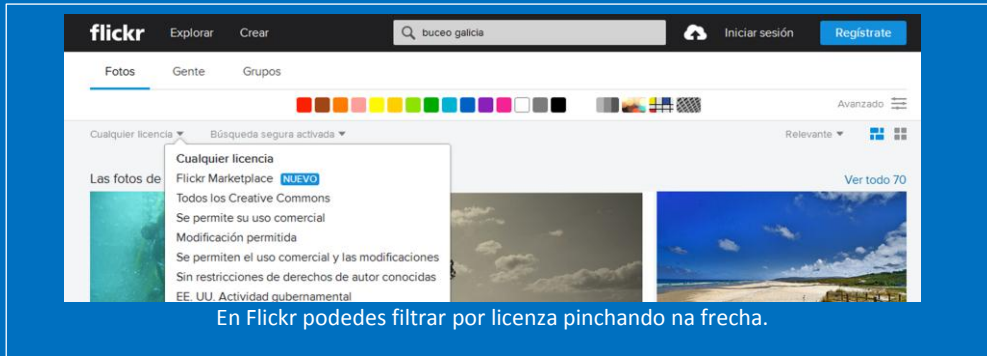 flickr Explorar Crear buceo galicia Iniciar sesión Regístrate
Fotos Gente Grupos
Avanzado
Cualquier licencia Búsqueda segura activada Relevante
Cualquier licencia
Las fotos de Flickr Marketplace NUEVO Ver todo 70
Todos los Creative Commons
Se permite su uso comercial
Modificación permitida
Se permiten el uso comercial y las modificaciones
Sin restricciones de derechos de autor conocidas
EE. UU. Actividad gubernamental
En Flickr podedes filtrar por licenza pinchando na frecha.